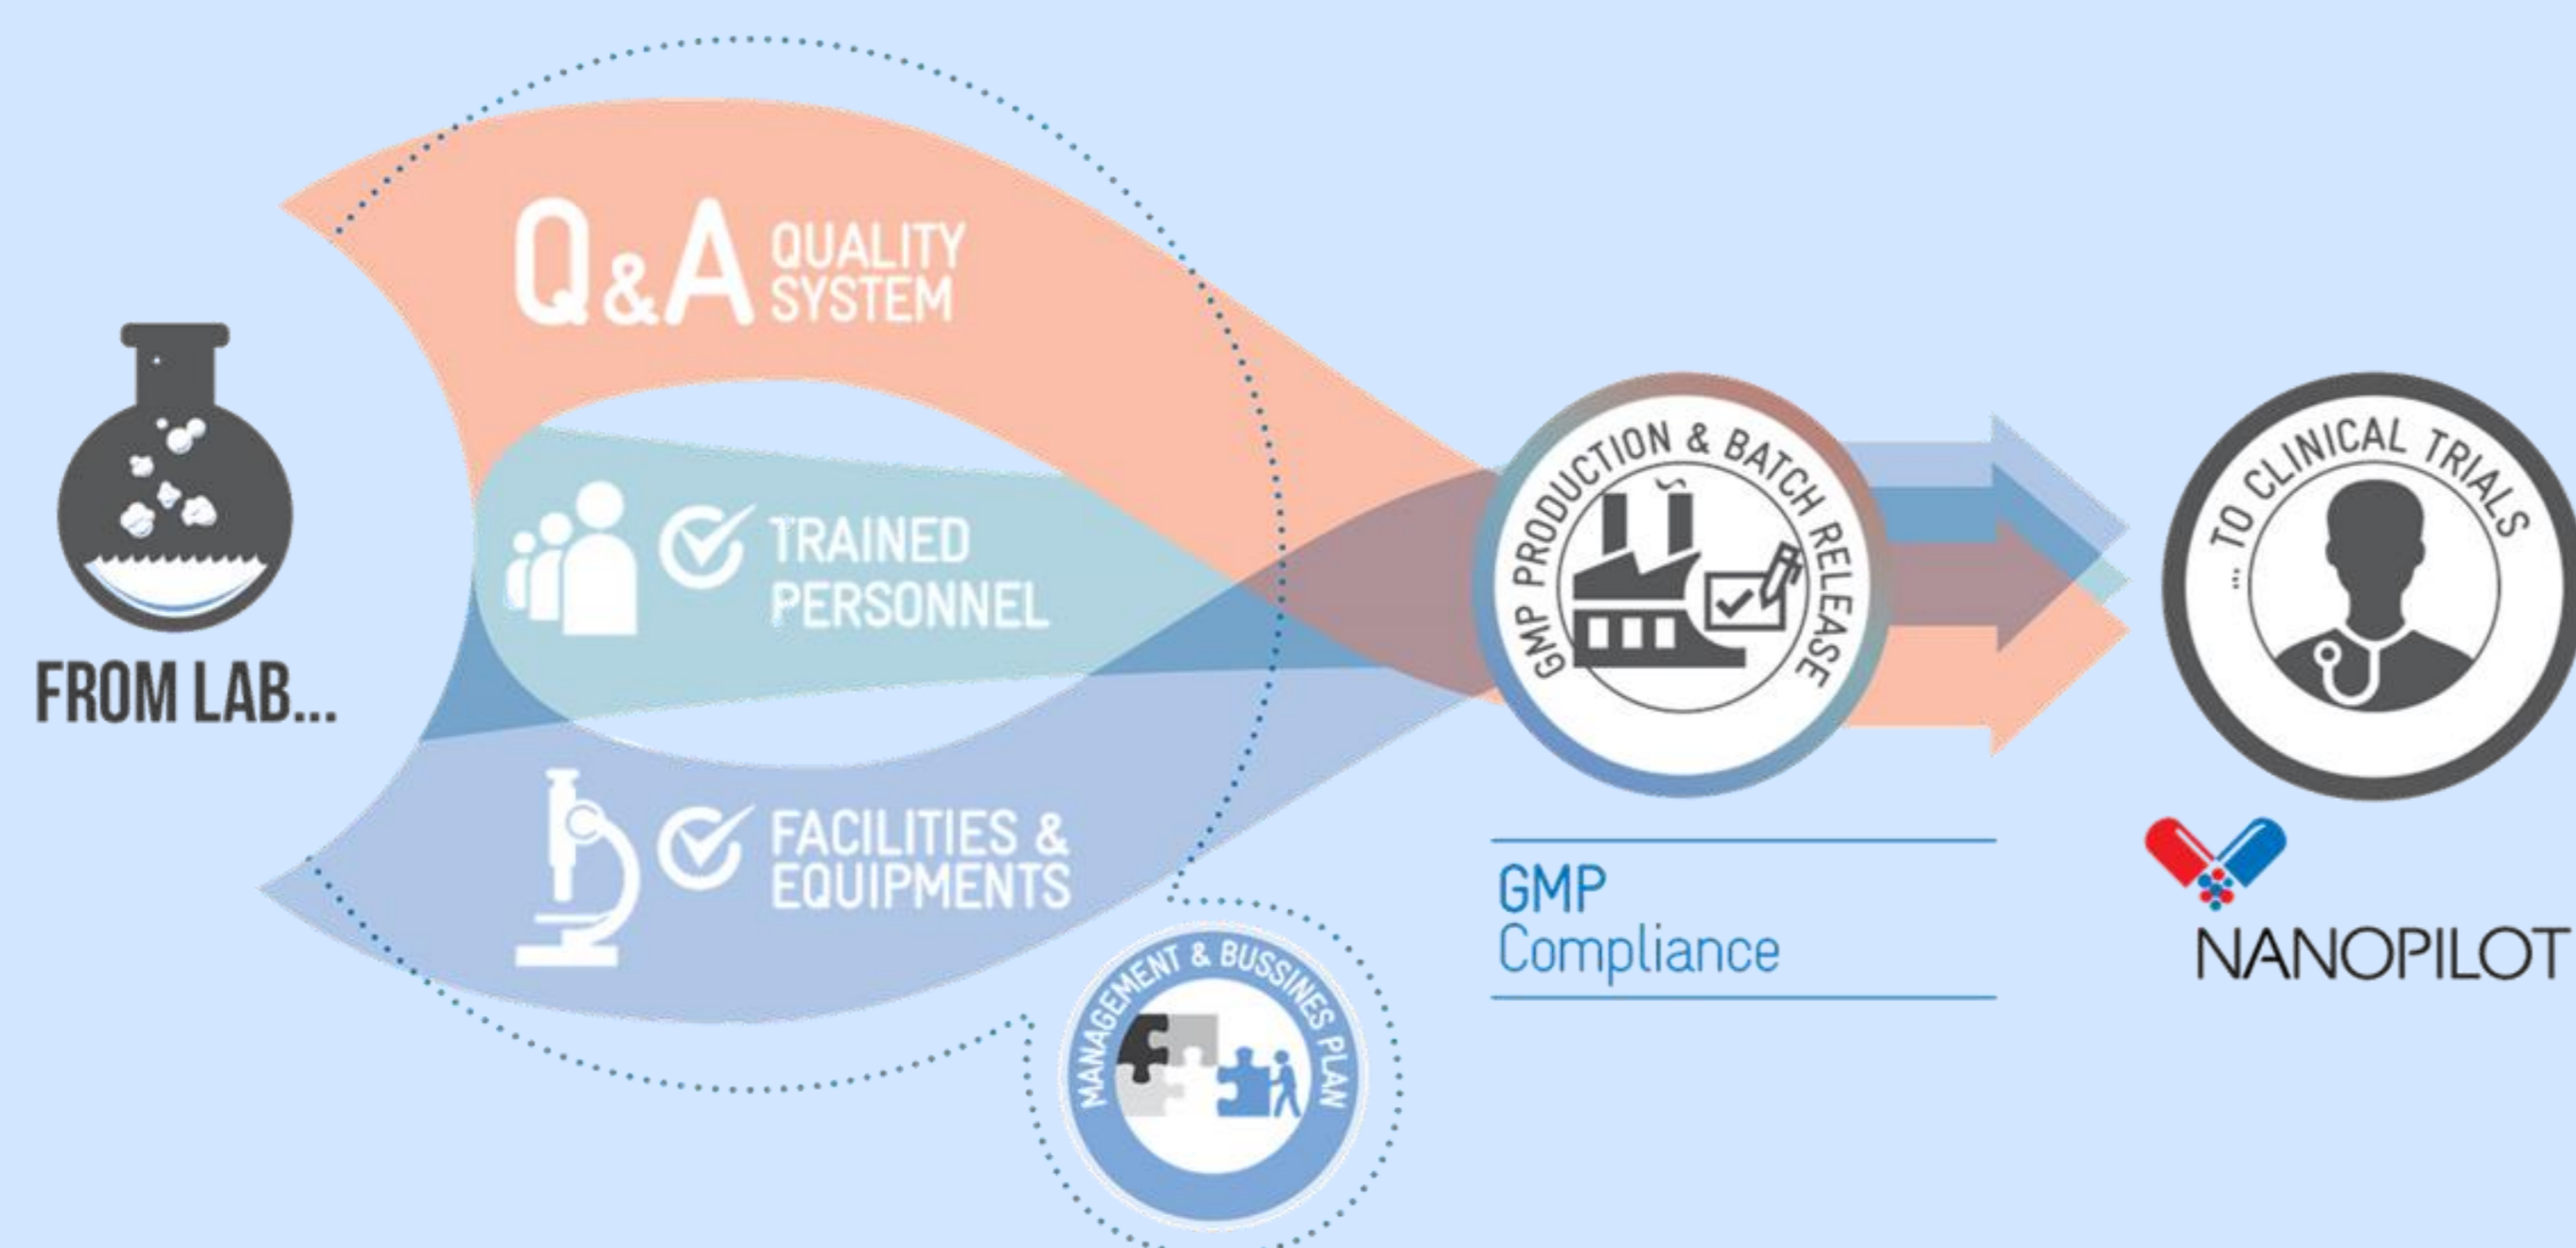 Q&A QUALITY
SYSTEM
TRAINED
PERSONNEL
FACILITIES &
EQUIPMENTS
FROM LAB...
GMP PRODUCTION & BATCH RELEASE
... TO CLINICAL TRIALS
GMP
Compliance
NANOPILOT
MANAGEMENT & BUSSINES PLAN